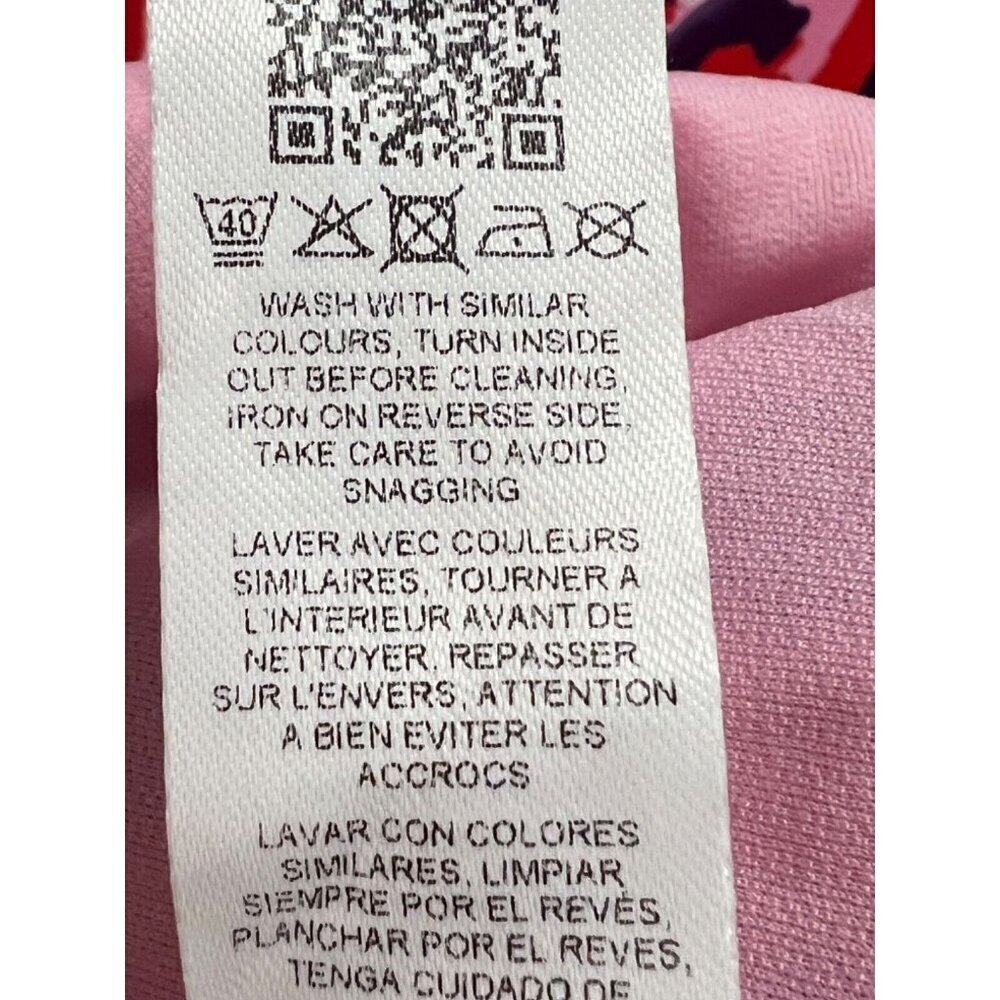 40
WASH WITH SIMILAR
COLOURS, TURN INSIDE
OUT BEFORE CLEANING,
IRON ON REVERSE SIDE,
TAKE CARE TO AVOID
SNAGGING
LAVER AVEC COULEURS
SIMILAIRES, TOURNER A
L'INTERIEUR AVANT DE
NETTOYER, REPASSER
SUR L'ENVERS, ATTENTION
A BIEN EVITER LES
ACCROCS
LAVAR CON COLORES
SIMILARES, LIMPIAR
SIEMPRE POR EL REVÉS,
PLANCHAR POR EL REVES,
TENGA CUIDADO DE